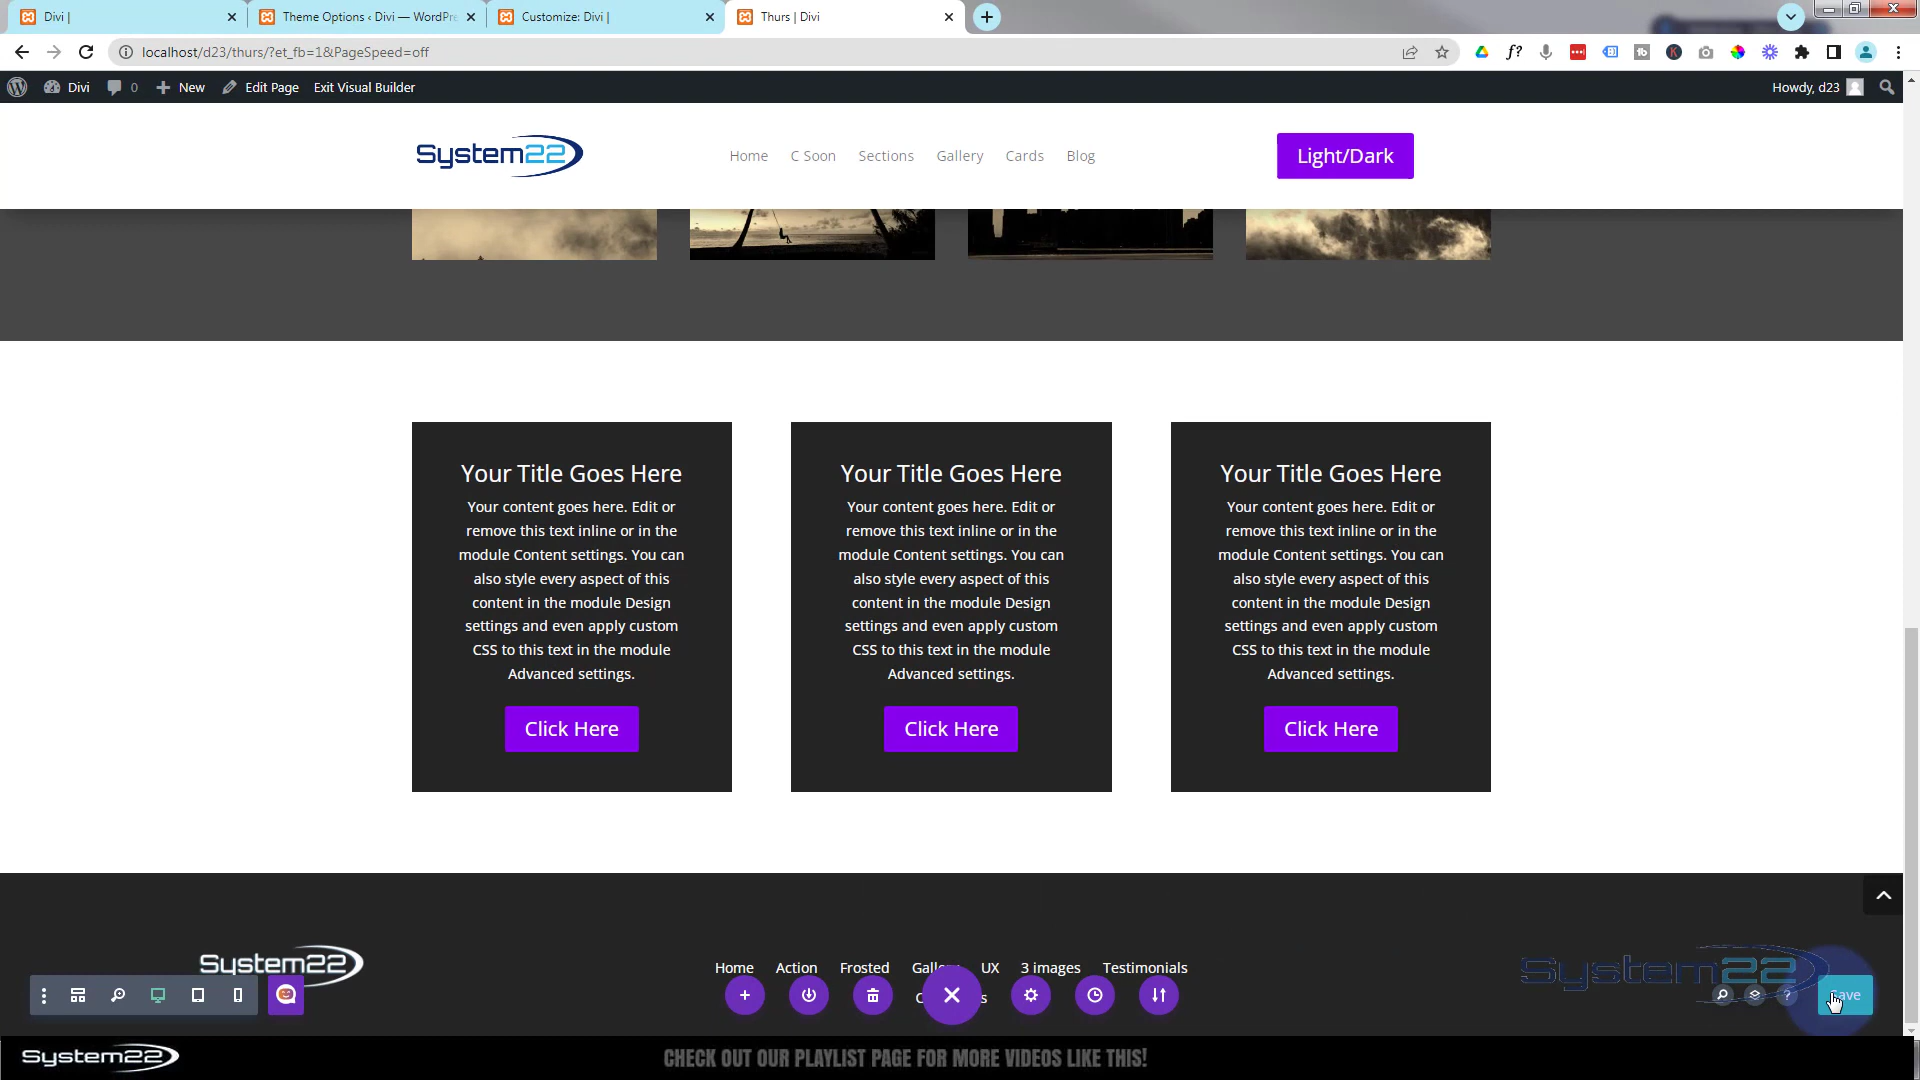 Divi |
Theme Options ‹ Divi — WordPre
Customize: Divi |
Thurs | Divi
localhost/d23/thurs/?et_fb=1&PageSpeed=off
f?
Divi 0 New Edit Page Exit Visual Builder
Howdy, d23
System22
Home C Soon Sections Gallery Cards Blog
Light/Dark
Your Title Goes Here
Your content goes here. Edit or
remove this text inline or in the
module Content settings. You can
also style every aspect of this
content in the module Design
settings and even apply custom
CSS to this text in the module
Advanced settings.
Click Here
Your Title Goes Here
Your content goes here. Edit or
remove this text inline or in the
module Content settings. You can
also style every aspect of this
content in the module Design
settings and even apply custom
CSS to this text in the module
Advanced settings.
Click Here
Your Title Goes Here
Your content goes here. Edit or
remove this text inline or in the
module Content settings. You can
also style every aspect of this
content in the module Design
settings and even apply custom
CSS to this text in the module
Advanced settings.
Click Here
System22
Home Action Frosted UX 3 images Testimonials
System22
?
Save
System22
CHECK OUT OUR PLAYLIST PAGE FOR MORE VIDEOS LIKE THIS!